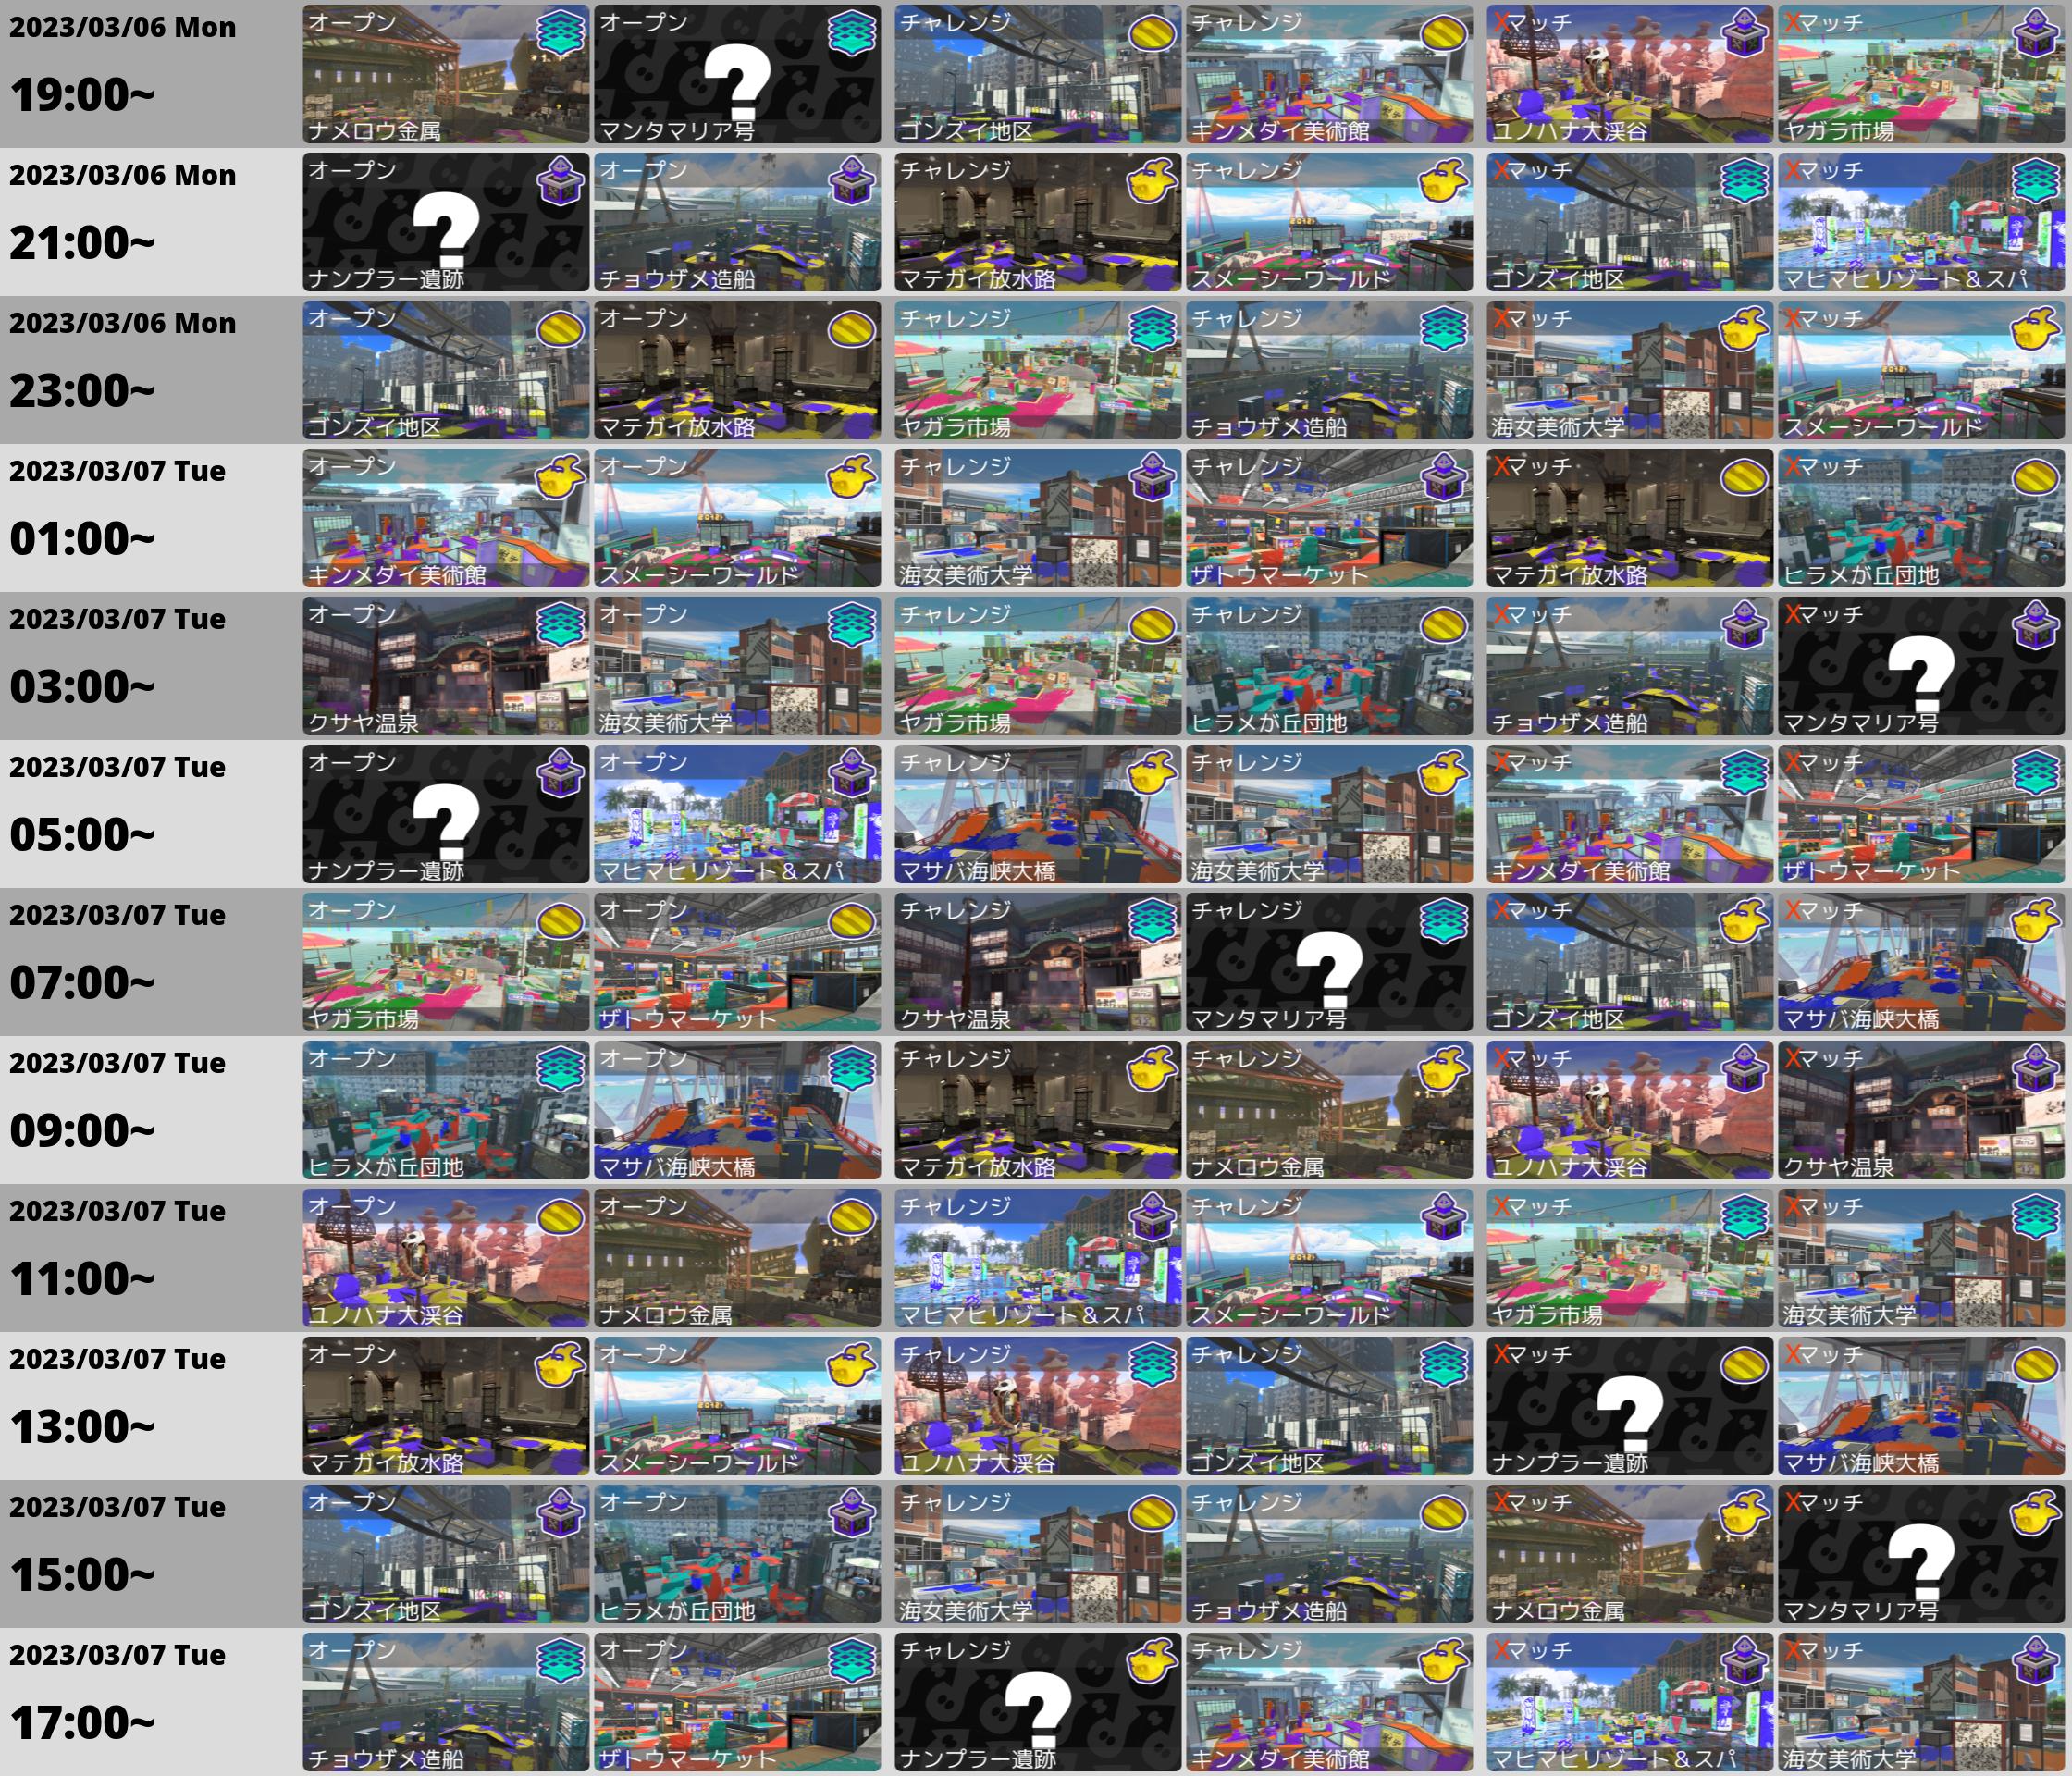 2023/03/06 Mon
19:00~
オープン オープン チャレンジ チャレンジ Xマッチ Xマッチ
ナメロウ金属 マンタマリア号 ゴンズイ地区 キンメダイ美術館 ユノハナ大渓谷 ヤガラ市場
2023/03/06 Mon
21:00~
オープン オープン チャレンジ チャレンジ Xマッチ Xマッチ
ナンプラー遺跡 チョウザメ造船 マテガイ放水路 スメーシーワールド ゴンズイ地区 マヒマヒリゾート&スパ
2023/03/06 Mon
23:00~
オープン オープン チャレンジ チャレンジ Xマッチ Xマッチ
ゴンズイ地区 マテガイ放水路 ヤガラ市場 チョウザメ造船 海女美術大学 スメーシーワールド
2023/03/07 Tue
01:00~
オープン オープン チャレンジ チャレンジ Xマッチ Xマッチ
キンメダイ美術館 スメーシーワールド 海女美術大学 ザトウマーケット マテガイ放水路 ヒラメが丘団地
2023/03/07 Tue
03:00~
オープン オープン チャレンジ チャレンジ Xマッチ Xマッチ
クサヤ温泉 海女美術大学 ヤガラ市場 ヒラメが丘団地 チョウザメ造船 マンタマリア号
2023/03/07 Tue
05:00~
オープン オープン チャレンジ チャレンジ Xマッチ Xマッチ
ナンプラー遺跡 マヒマヒリゾート&スパ マサバ海峡大橋 海女美術大学 キンメダイ美術館 ザトウマーケット
2023/03/07 Tue
07:00~
オープン オープン チャレンジ チャレンジ Xマッチ Xマッチ
ヤガラ市場 ザトウマーケット クサヤ温泉 マンタマリア号 ゴンズイ地区 マサバ海峡大橋
2023/03/07 Tue
09:00~
オープン オープン チャレンジ チャレンジ Xマッチ Xマッチ
ヒラメが丘団地 マサバ海峡大橋 マテガイ放水路 ナメロウ金属 ユノハナ大渓谷 クサヤ温泉
2023/03/07 Tue
11:00~
オープン オープン チャレンジ チャレンジ Xマッチ Xマッチ
ユノハナ大渓谷 ナメロウ金属 マヒマヒリゾート&スパ スメーシーワールド ヤガラ市場 海女美術大学
2023/03/07 Tue
13:00~
オープン オープン チャレンジ チャレンジ Xマッチ Xマッチ
マテガイ放水路 スメーシーワールド ユノハナ大渓谷 ゴンズイ地区 ナンプラー遺跡 マサバ海峡大橋
2023/03/07 Tue
15:00~
オープン オープン チャレンジ チャレンジ Xマッチ Xマッチ
ゴンズイ地区 ヒラメが丘団地 海女美術大学 チョウザメ造船 ナメロウ金属 マンタマリア号
2023/03/07 Tue
17:00~
オープン オープン チャレンジ チャレンジ Xマッチ Xマッチ
チョウザメ造船 ザトウマーケット ナンプラー遺跡 キンメダイ美術館 マヒマヒリゾート&スパ 海女美術大学